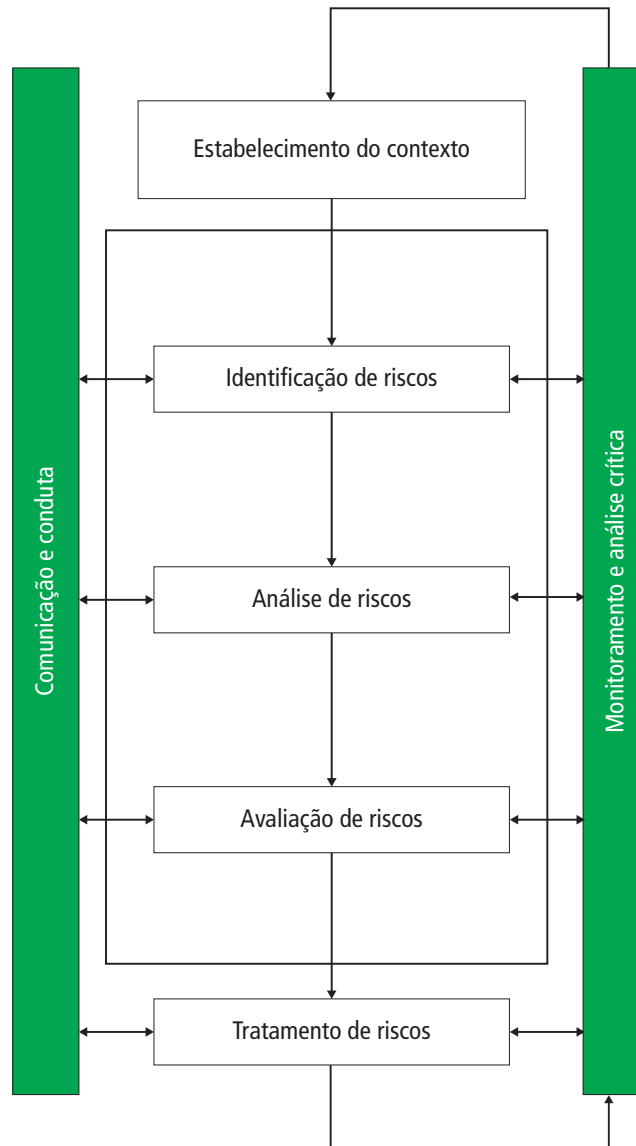 Estabelecimento do contexto
Identificação de riscos
Análise de riscos
Avaliação de riscos
Tratamento de riscos
Comunicação e conduta
Monitoramento e análise crítica